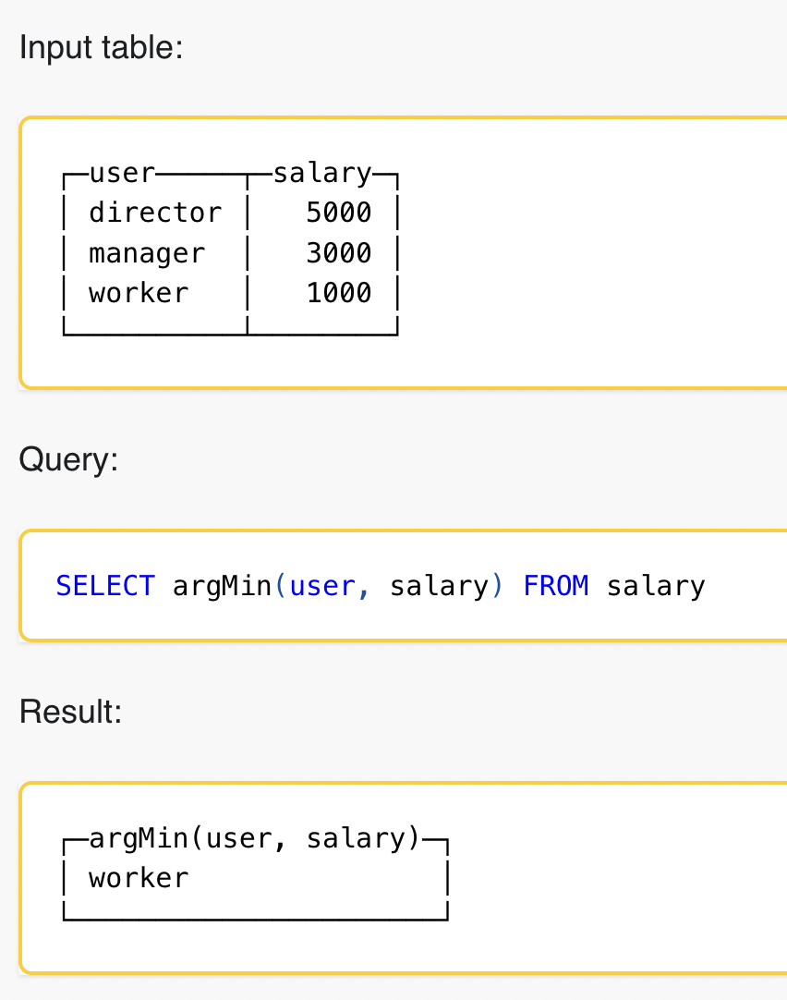 Input table:
┌─user─────┬─salary─┐
│ director │   5000 │
│ manager  │   3000 │
│ worker   │   1000 │
└──────────┴────────┘
Query:
SELECT argMin(user, salary) FROM salary
Result:
┌─argMin(user, salary)─┐
│ worker               │
└──────────────────────┘